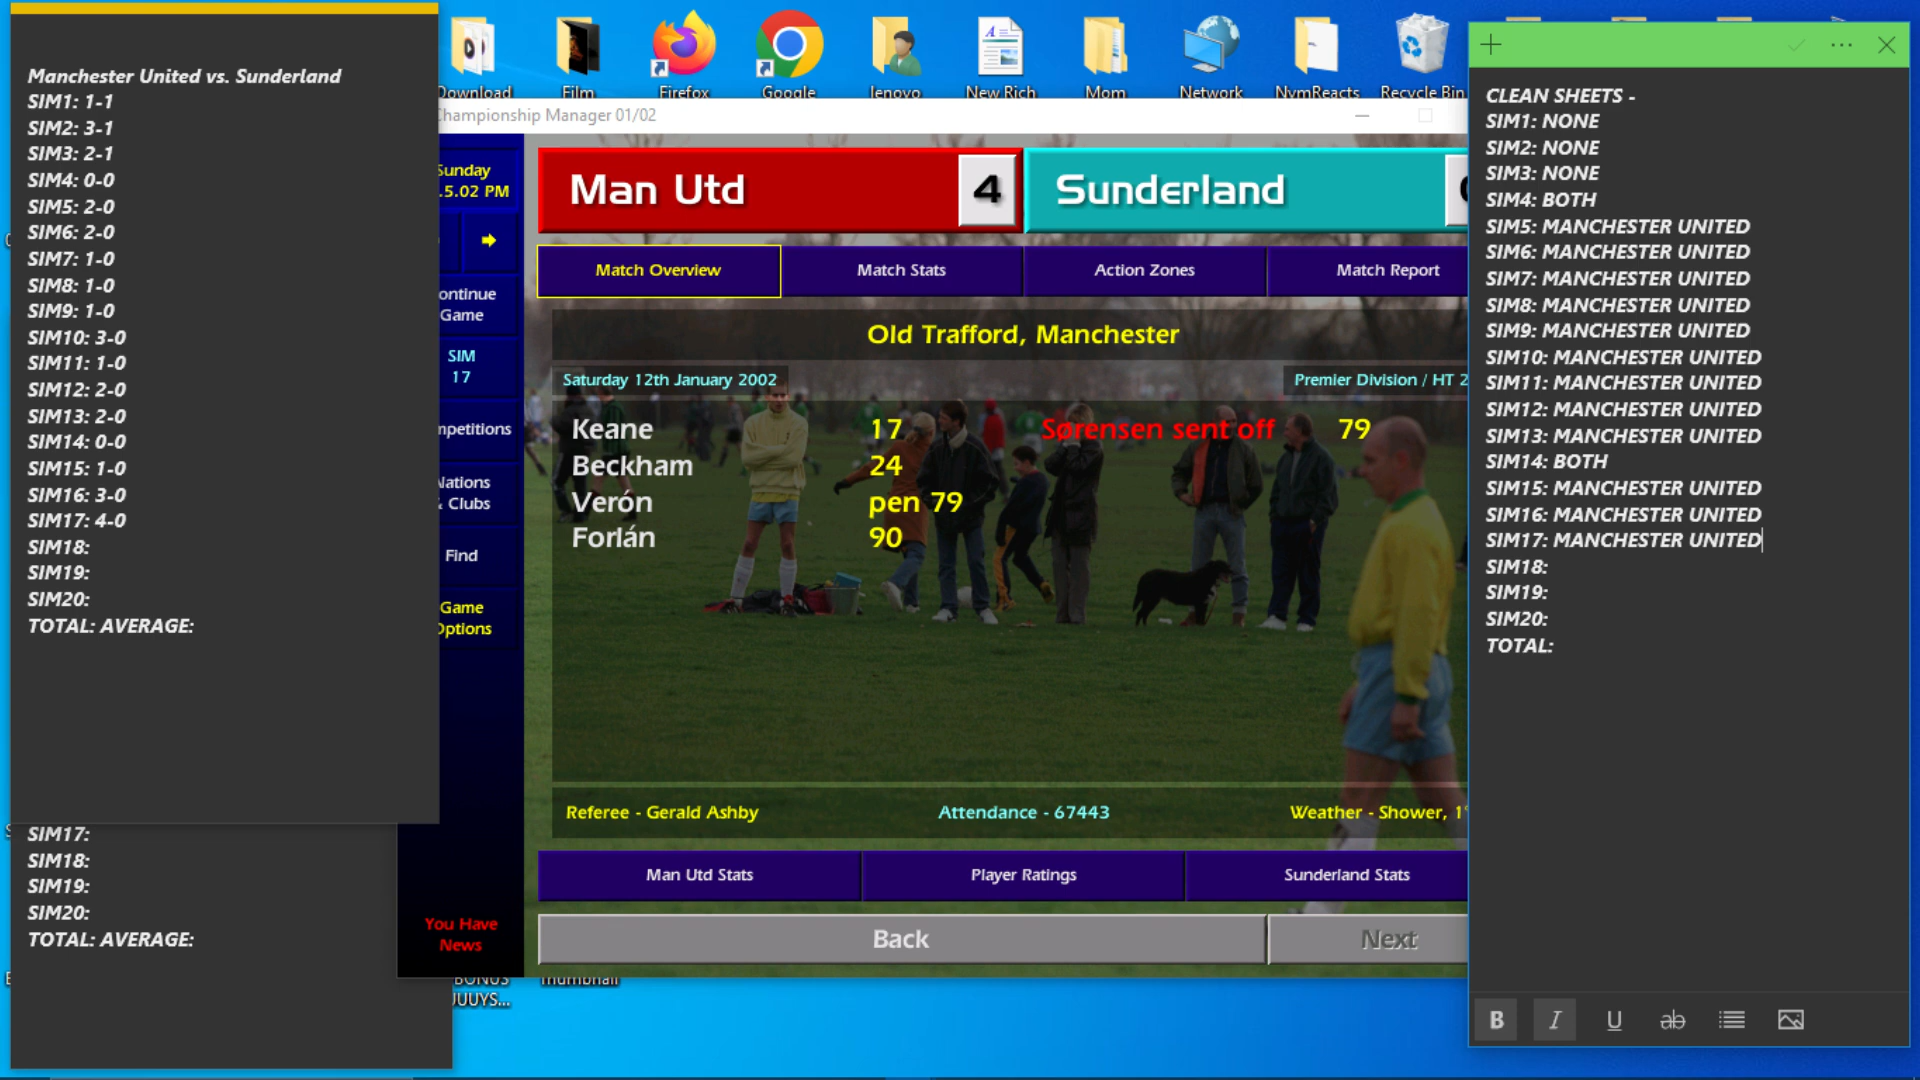 Manchester United vs. Sunderland
SIM1: 1-1
SIM2: 3-1
SIM3: 2-1
SIM4: 0-0
SIM5: 2-0
SIM6: 2-0
SIM7: 1-0
SIM8: 1-0
SIM9: 1-0
SIM10: 3-0
SIM11: 1-0
SIM12: 2-0
SIM13: 2-0
SIM14: 0-0
SIM15: 1-0
SIM16: 3-0
SIM17: 4-0
SIM18:
SIM19:
SIM20:
TOTAL: AVERAGE:
SIM17:
SIM18:
SIM19:
SIM20:
TOTAL: AVERAGE:
Download
Film
Firefox
Google
lenovo
New Rich
Mom
Network
NymReacts
Recycle Bin
Championship Manager 01/02
Sunday
.5.02 PM
ontinue
Game
SIM
17
mpetitions
Nations
& Clubs
Find
Game
Options
You Have
News
Man Utd 4 Sunderland
Match Overview
Match Stats
Action Zones
Match Report
Old Trafford, Manchester
Saturday 12th January 2002
Premier Division / HT 2
Keane 17
Sørensen sent off 79
Beckham 24
Verón pen 79
Forlán 90
Referee - Gerald Ashby
Attendance - 67443
Weather - Shower, 1°
Man Utd Stats
Player Ratings
Sunderland Stats
Back
Next
BONUS
JUUYS...
Thumbnail
CLEAN SHEETS -
SIM1: NONE
SIM2: NONE
SIM3: NONE
SIM4: BOTH
SIM5: MANCHESTER UNITED
SIM6: MANCHESTER UNITED
SIM7: MANCHESTER UNITED
SIM8: MANCHESTER UNITED
SIM9: MANCHESTER UNITED
SIM10: MANCHESTER UNITED
SIM11: MANCHESTER UNITED
SIM12: MANCHESTER UNITED
SIM13: MANCHESTER UNITED
SIM14: BOTH
SIM15: MANCHESTER UNITED
SIM16: MANCHESTER UNITED
SIM17: MANCHESTER UNITED
SIM18:
SIM19:
SIM20:
TOTAL:
B I U ab